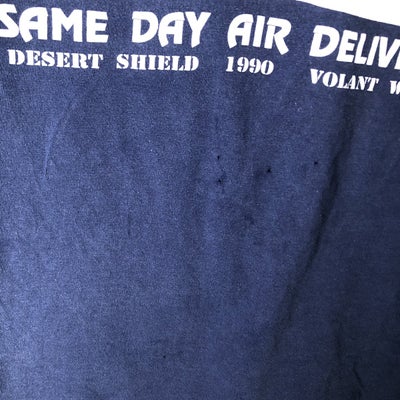 SAME DAY AIR DELIV
DESERT SHIELD 1990 VOLANT W